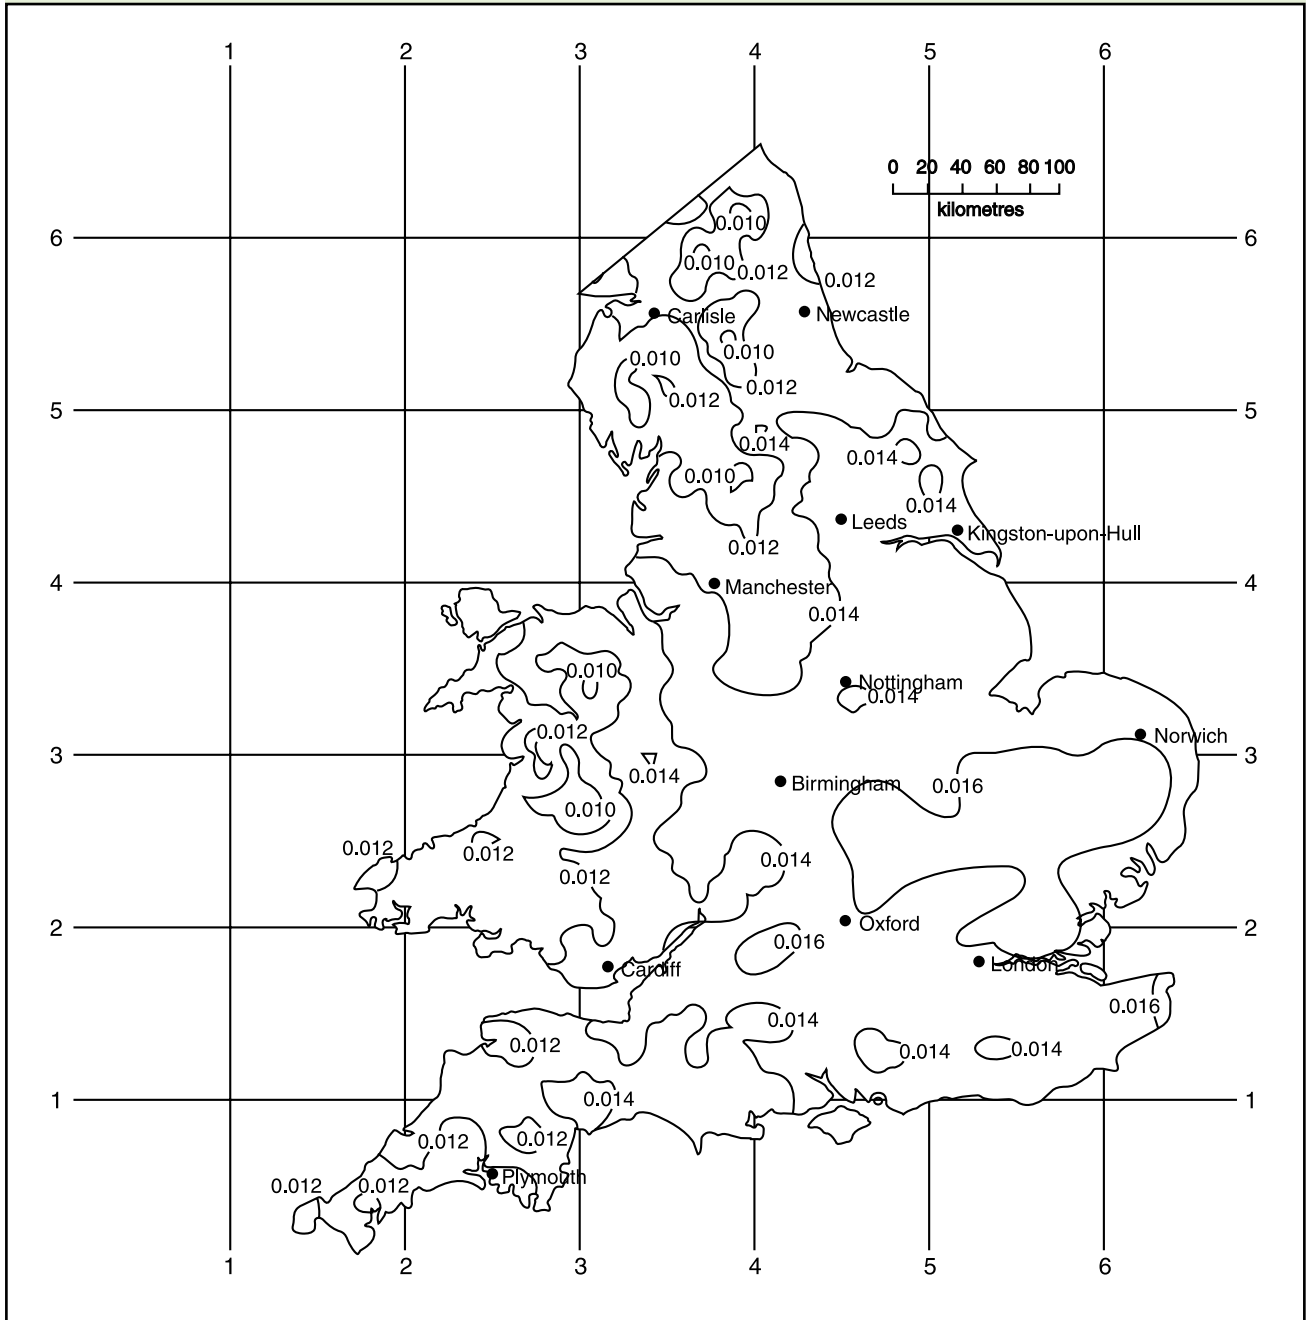 1 2 3 4 5 6
0 20 40 60 80 100
kilometres
0.010
6 6
0.010 0.012
0.012
Carlisle Newcastle
0.010 0.010
0.012
0.012
5 5
0.014
0.014
0.010
0.014
Leeds
Kingston-upon-Hull
0.012
4 Manchester 4
0.014
0.010
Nottingham
0.014
0.012 Norwich
3 3
0.014
Birmingham 0.016
0.010
0.012 0.012
0.014
0.012
2 Oxford 2
0.016
Cardiff London
0.016
0.014
0.012 0.014 0.014
1 0.014 1
0.012 0.012
Plymouth
0.012 0.012
1 2 3 4 5 6